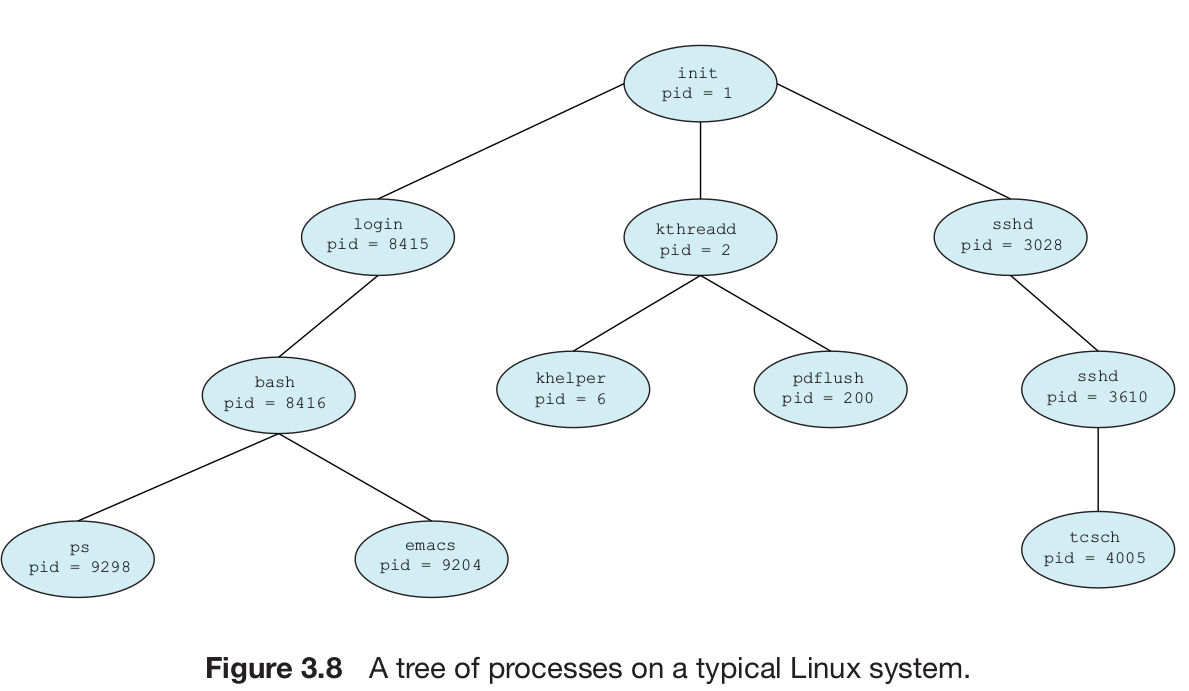 init
pid = 1
login
pid = 8415
kthreadd
pid = 2
sshd
pid = 3028
bash
pid = 8416
khelper
pid = 6
pdflush
pid = 200
sshd
pid = 3610
ps
pid = 9298
emacs
pid = 9204
tcsch
pid = 4005
Figure 3.8 A tree of processes on a typical Linux system.